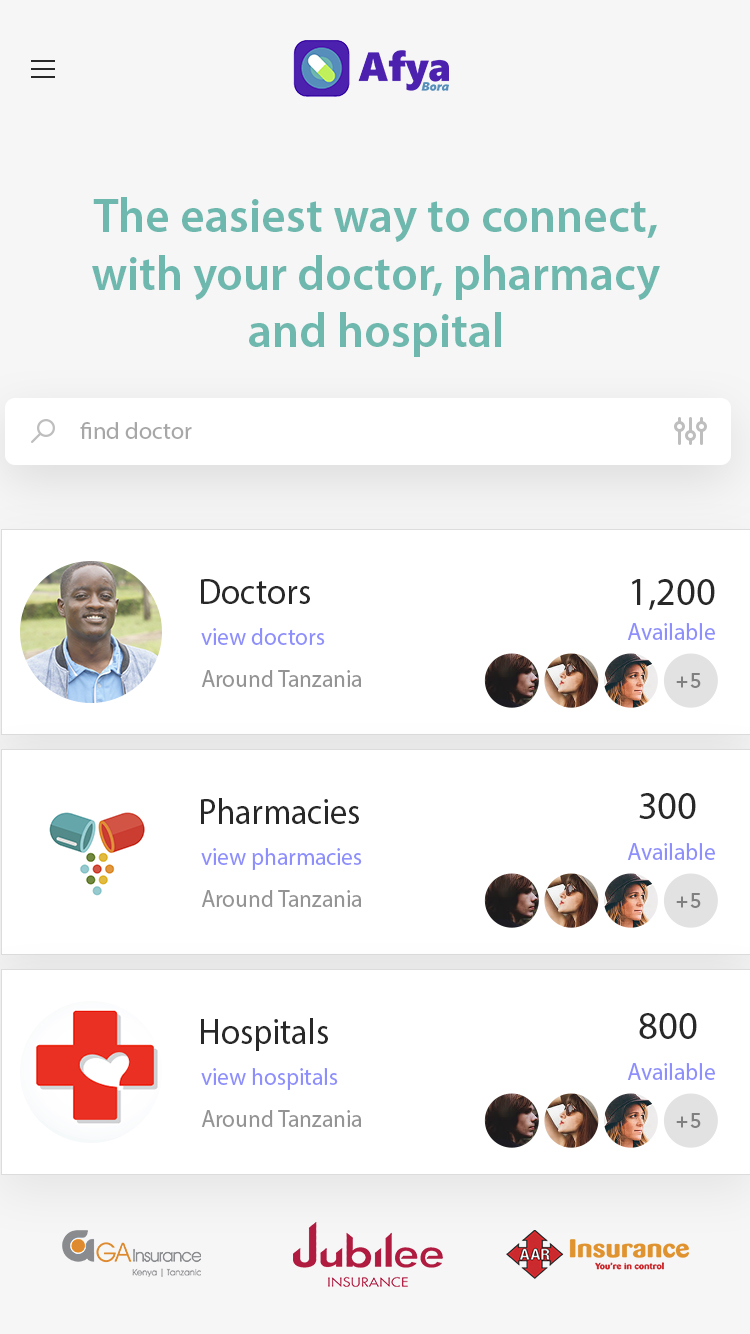 Afya
Bora
The easiest way to connect,
with your doctor, pharmacy
and hospital
find doctor
Doctors
1,200
view doctors
Available
Around Tanzania
+5
Pharmacies
300
view pharmacies
Available
Around Tanzania
+5
Hospitals
800
view hospitals
Available
Around Tanzania
+5
GA Insurance
Kenya | Tanzania
Jubilee
INSURANCE
AAR Insurance
You're in control